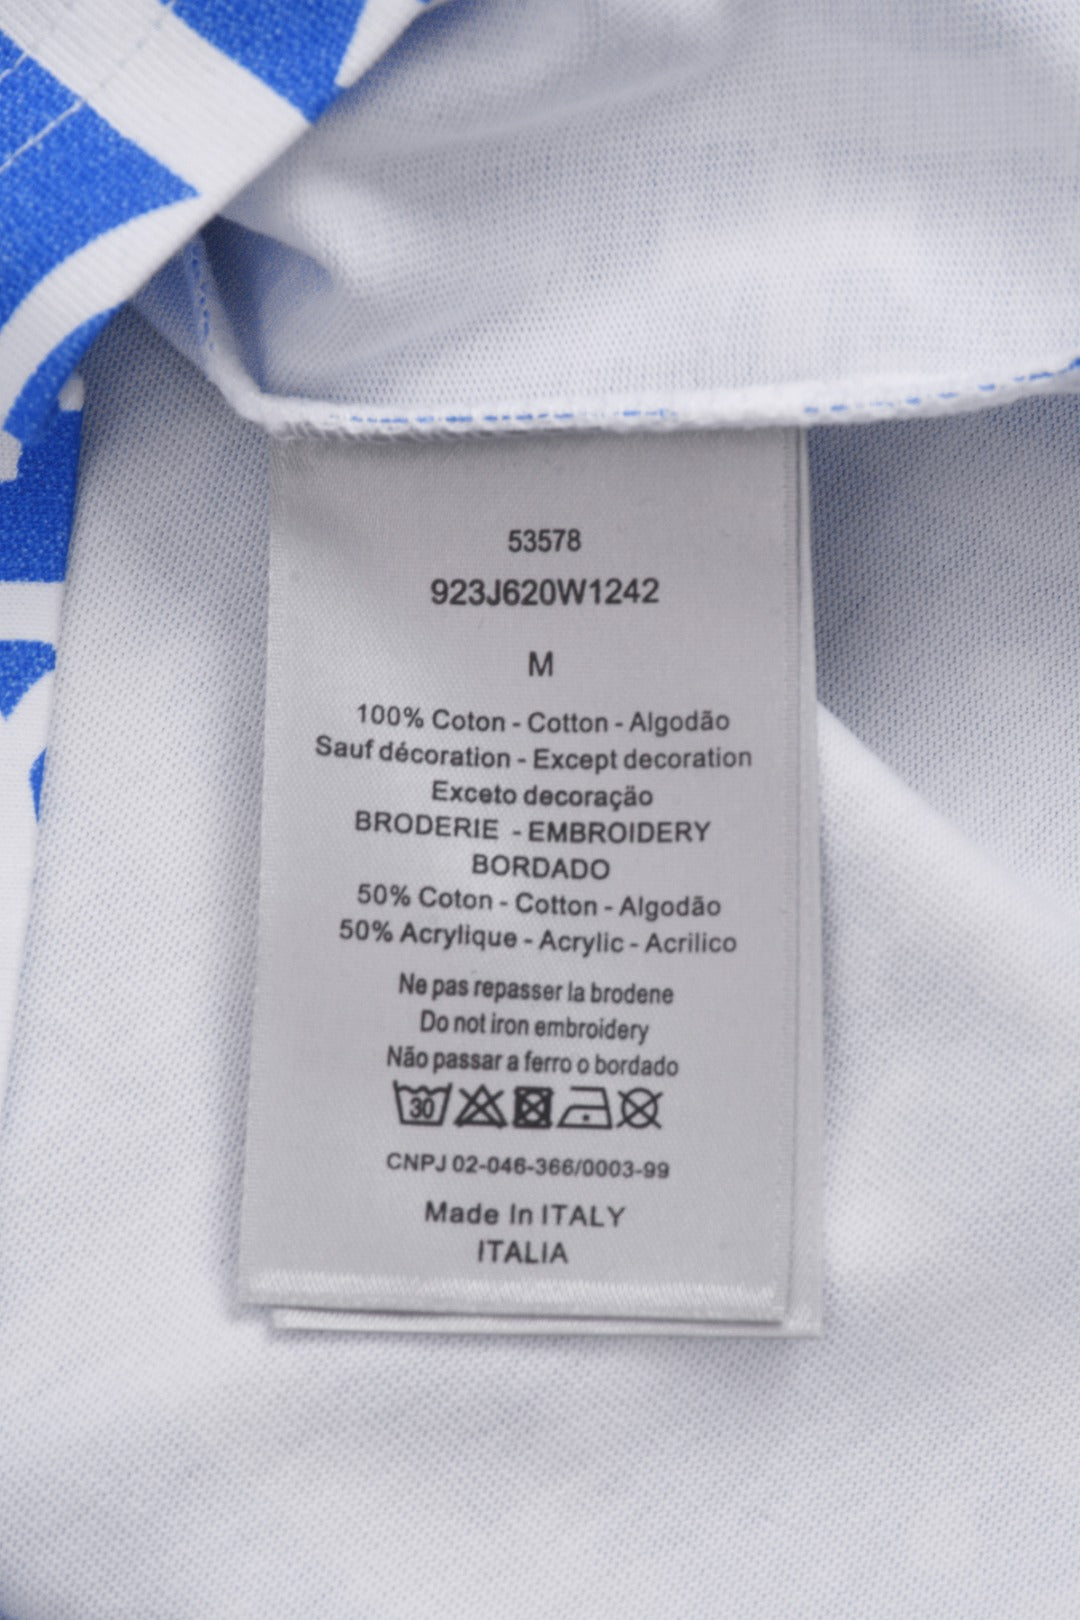 53578
923J620W1242
M
100% Coton - Cotton - Algodão
Sauf décoration - Except decoration
Exceto decoração
BRODERIE - EMBROIDERY
BORDADO
50% Coton - Cotton - Algodão
50% Acrylique - Acrylic - Acrilico
Ne pas repasser la brodene
Do not iron embroidery
Não passar a ferro o bordado
30
CNPJ 02-046-366/0003-99
Made In ITALY
ITALIA